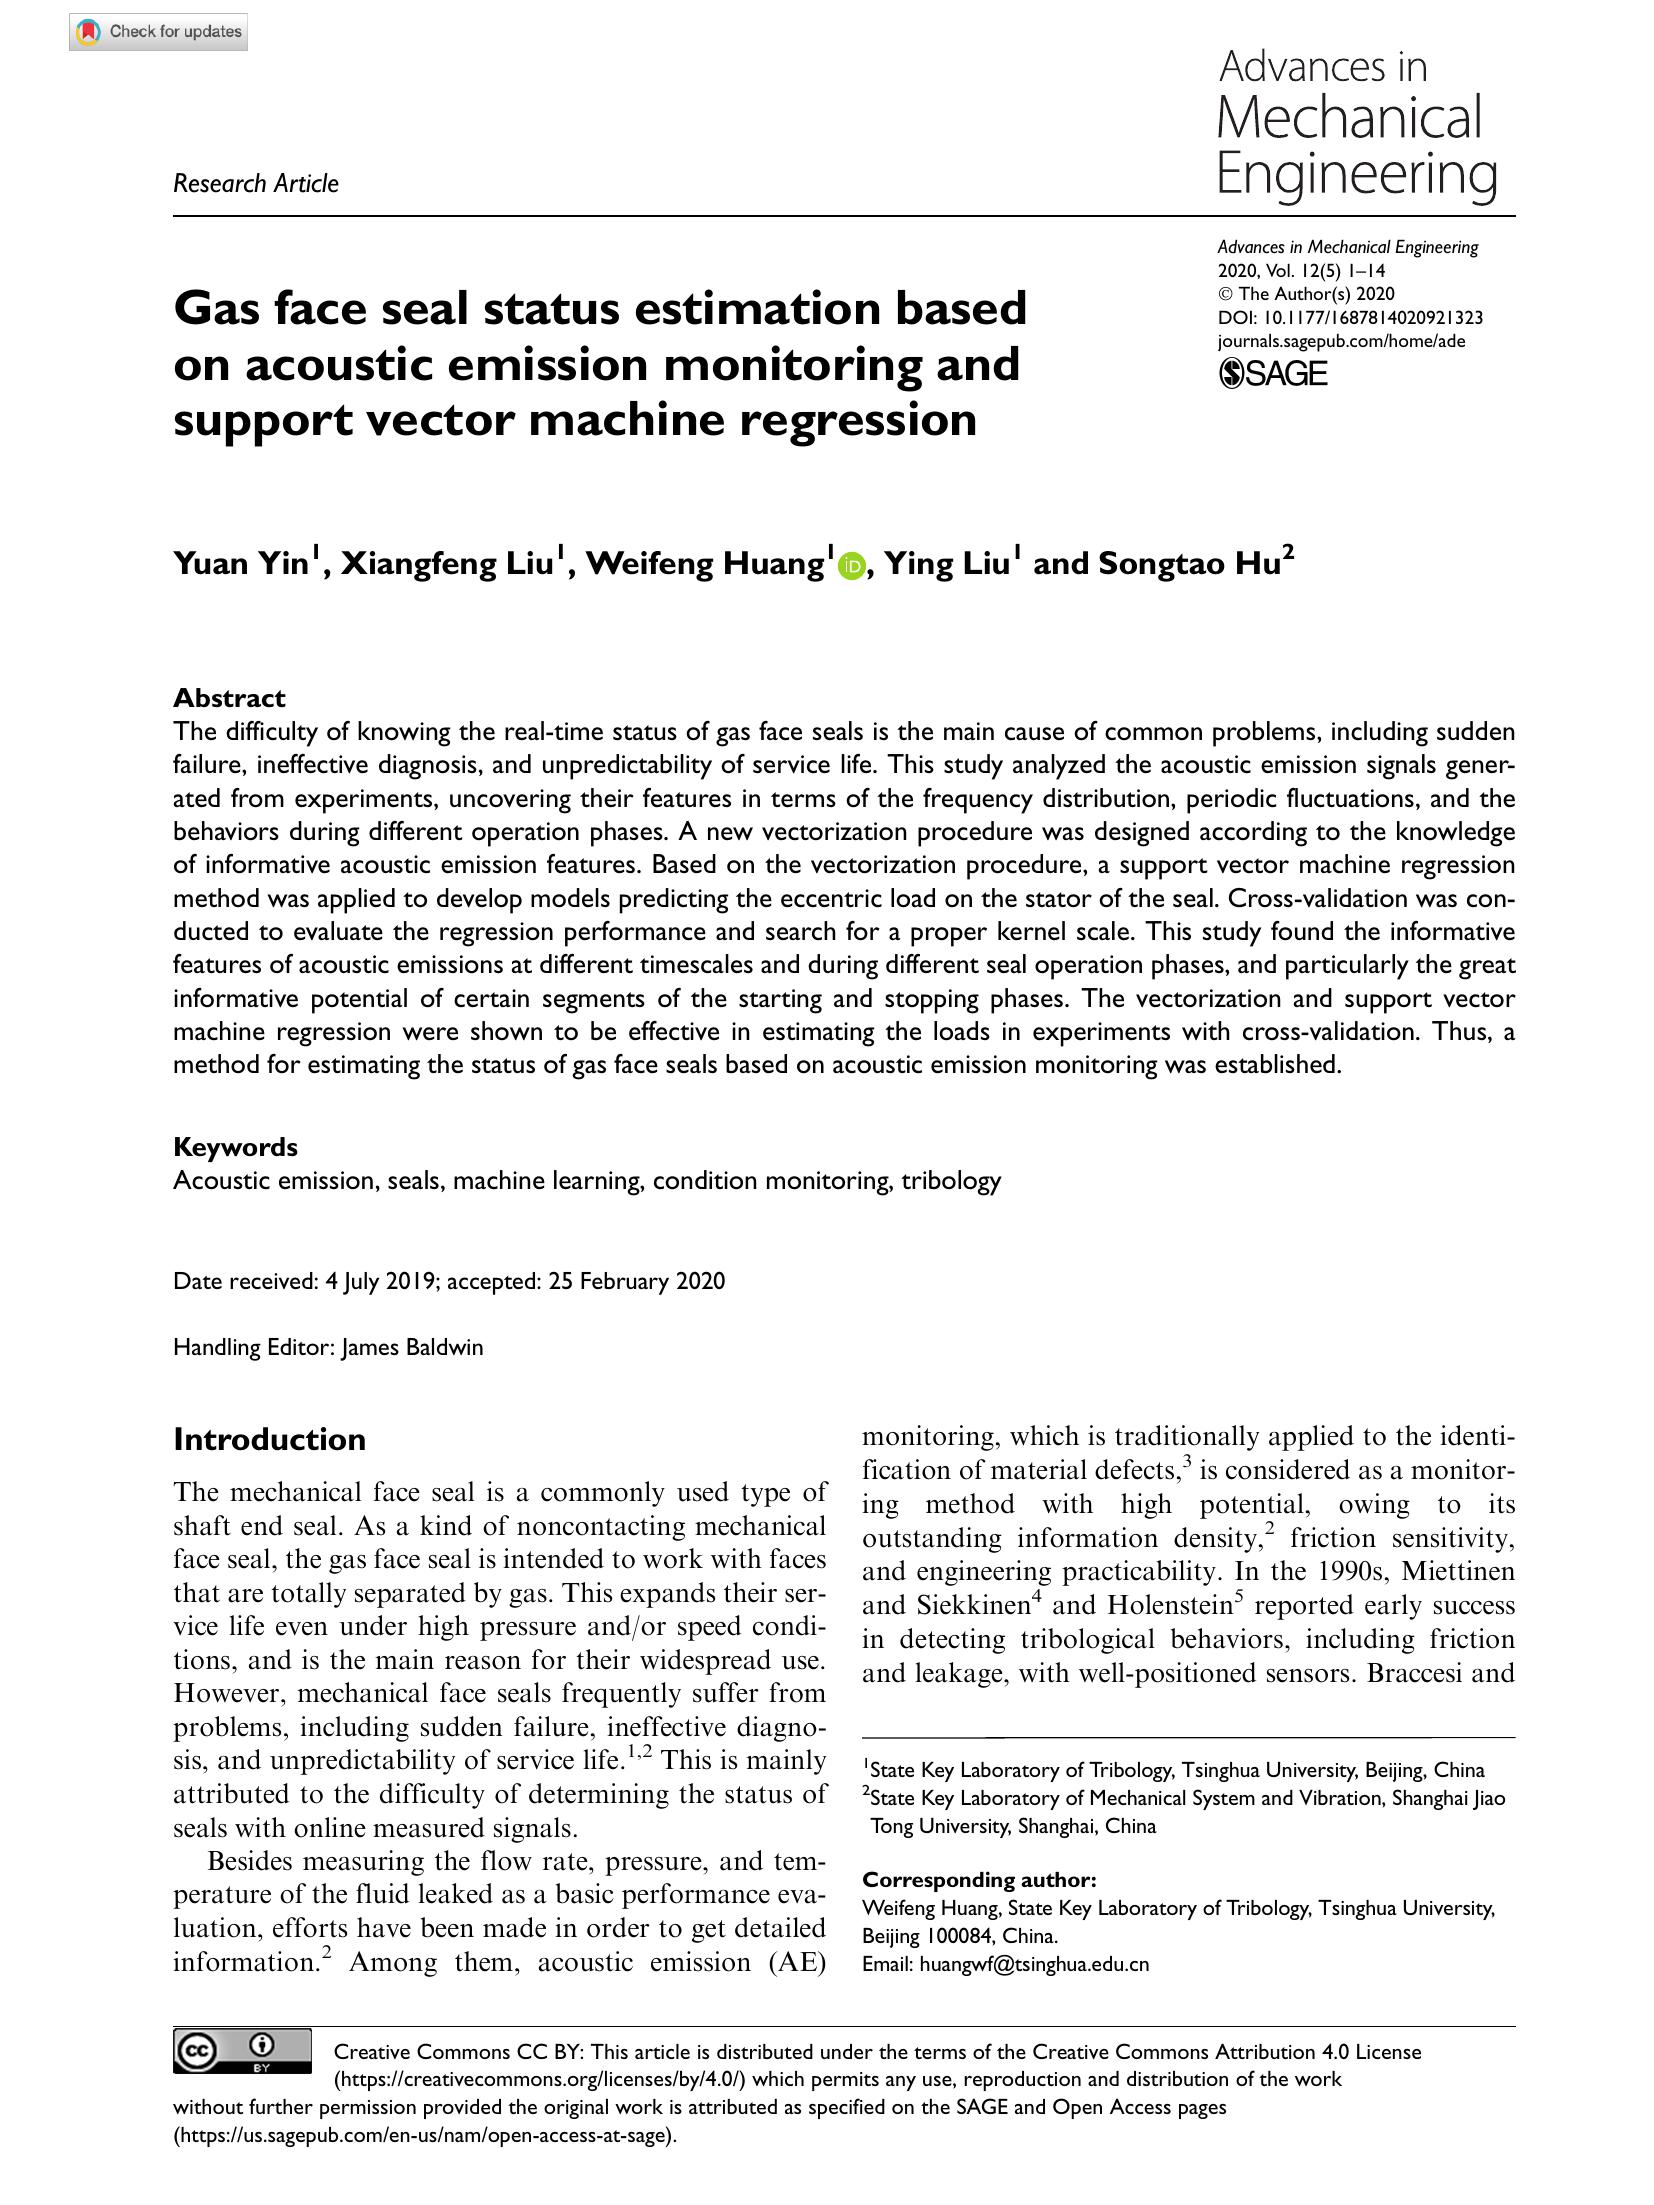 Check for updates
Advances in
Mechanical
Engineering
Research Article
Advances in Mechanical Engineering
2020, Vol. 12(5) 1–14
© The Author(s) 2020
DOI: 10.1177/1687814020921323
journals.sagepub.com/home/ade
SAGE
Gas face seal status estimation based
on acoustic emission monitoring and
support vector machine regression
Yuan Yin1, Xiangfeng Liu1, Weifeng Huang1 iD, Ying Liu1 and Songtao Hu2
Abstract
The difficulty of knowing the real-time status of gas face seals is the main cause of common problems, including sudden
failure, ineffective diagnosis, and unpredictability of service life. This study analyzed the acoustic emission signals gener-
ated from experiments, uncovering their features in terms of the frequency distribution, periodic fluctuations, and the
behaviors during different operation phases. A new vectorization procedure was designed according to the knowledge
of informative acoustic emission features. Based on the vectorization procedure, a support vector machine regression
method was applied to develop models predicting the eccentric load on the stator of the seal. Cross-validation was con-
ducted to evaluate the regression performance and search for a proper kernel scale. This study found the informative
features of acoustic emissions at different timescales and during different seal operation phases, and particularly the great
informative potential of certain segments of the starting and stopping phases. The vectorization and support vector
machine regression were shown to be effective in estimating the loads in experiments with cross-validation. Thus, a
method for estimating the status of gas face seals based on acoustic emission monitoring was established.
Keywords
Acoustic emission, seals, machine learning, condition monitoring, tribology
Date received: 4 July 2019; accepted: 25 February 2020
Handling Editor: James Baldwin
Introduction
The mechanical face seal is a commonly used type of
shaft end seal. As a kind of noncontacting mechanical
face seal, the gas face seal is intended to work with faces
that are totally separated by gas. This expands their ser-
vice life even under high pressure and/or speed condi-
tions, and is the main reason for their widespread use.
However, mechanical face seals frequently suffer from
problems, including sudden failure, ineffective diagno-
sis, and unpredictability of service life.1,2 This is mainly
attributed to the difficulty of determining the status of
seals with online measured signals.
Besides measuring the flow rate, pressure, and tem-
perature of the fluid leaked as a basic performance eva-
luation, efforts have been made in order to get detailed
information.2 Among them, acoustic emission (AE)
monitoring, which is traditionally applied to the identi-
fication of material defects,3 is considered as a monitor-
ing method with high potential, owing to its
outstanding information density,2 friction sensitivity,
and engineering practicability. In the 1990s, Miettinen
and Siekkinen4 and Holenstein5 reported early success
in detecting tribological behaviors, including friction
and leakage, with well-positioned sensors. Braccesi and
1State Key Laboratory of Tribology, Tsinghua University, Beijing, China
2State Key Laboratory of Mechanical System and Vibration, Shanghai Jiao
Tong University, Shanghai, China
Corresponding author:
Weifeng Huang, State Key Laboratory of Tribology, Tsinghua University,
Beijing 100084, China.
Email: huangwf@tsinghua.edu.cn
cc BY
Creative Commons CC BY: This article is distributed under the terms of the Creative Commons Attribution 4.0 License
(https://creativecommons.org/licenses/by/4.0/) which permits any use, reproduction and distribution of the work
without further permission provided the original work is attributed as specified on the SAGE and Open Access pages
(https://us.sagepub.com/en-us/nam/open-access-at-sage).